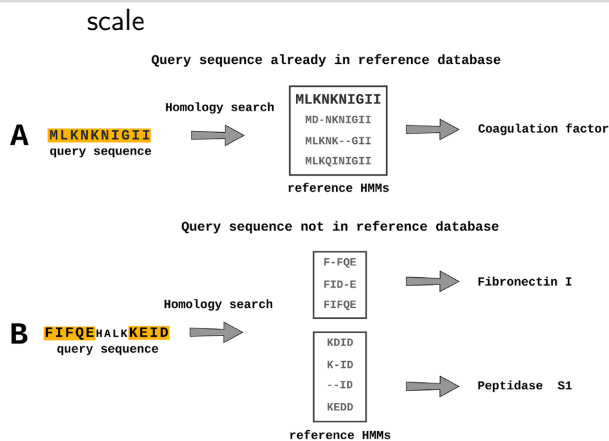 scale
Query sequence already in reference database
A
MLKNKNIGII
query sequence
Homology search
MLKNKNIGII
MD-NKNIGII
MLKNK--GII
MLKQINIGII
reference HMMs
Coagulation factor
Query sequence not in reference database
B
FIFQEHALKKEID
query sequence
Homology search
F-FQE
FID-E
FIFQE
Fibronectin I
KDID
K-ID
--ID
KEDD
reference HMMs
Peptidase S1